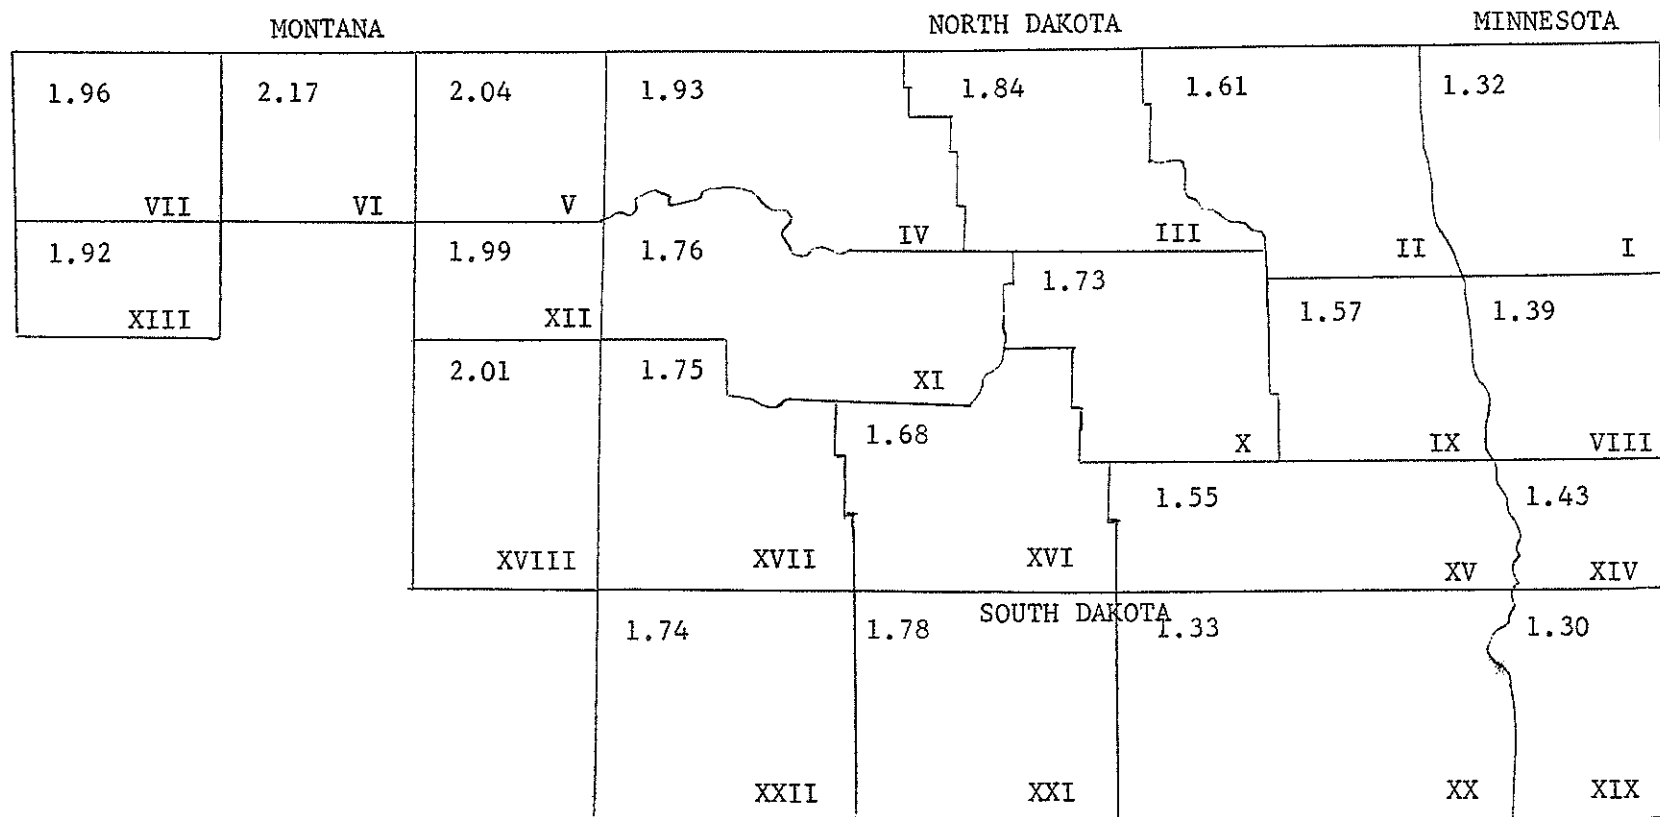 MONTANA NORTH DAKOTA MINNESOTA
1.96 2.17 2.04 1.93 1.84 1.61 1.32
VII VI V IV III II I
1.92 1.99 1.76 1.73 1.57 1.39
XIII XII XI X IX VIII
2.01 1.75 1.68 1.55 1.43
XVIII XVII XVI XV XIV
SOUTH DAKOTA
1.74 1.78 1.33 1.30
XXII XXI XX XIX